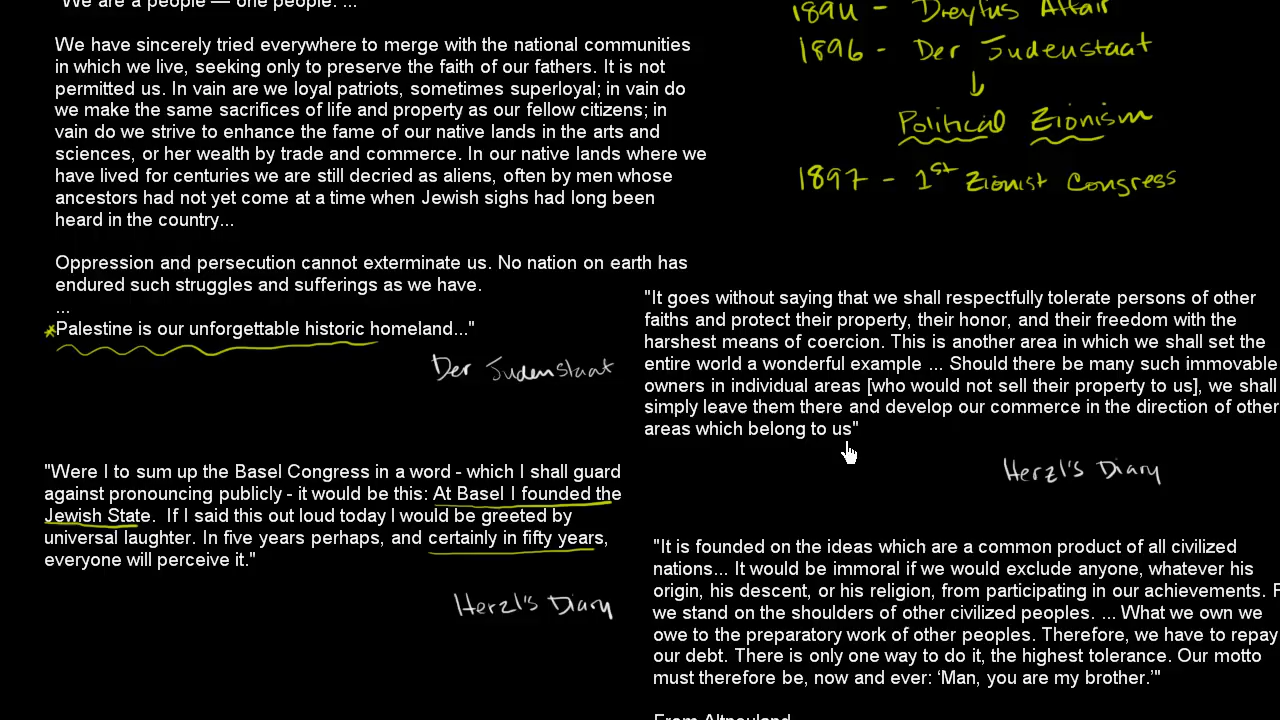 "We are a people — one people. ...
We have sincerely tried everywhere to merge with the national communities
in which we live, seeking only to preserve the faith of our fathers. It is not
permitted us. In vain are we loyal patriots, sometimes superloyal; in vain do
we make the same sacrifices of life and property as our fellow citizens; in
vain do we strive to enhance the fame of our native lands in the arts and
sciences, or her wealth by trade and commerce. In our native lands where we
have lived for centuries we are still decried as aliens, often by men whose
ancestors had not yet come at a time when Jewish sighs had long been
heard in the country...
Oppression and persecution cannot exterminate us. No nation on earth has
endured such struggles and sufferings as we have.
...
*Palestine is our unforgettable historic homeland..."
Der Judenstaat
"Were I to sum up the Basel Congress in a word - which I shall guard
against pronouncing publicly - it would be this: At Basel I founded the
Jewish State.  If I said this out loud today I would be greeted by
universal laughter. In five years perhaps, and certainly in fifty years,
everyone will perceive it."
Herzl's Diary
1894 - Dreyfus Affair
1896 - Der Judenstaat
↓
Political Zionism
1897 - 1st Zionist Congress
"It goes without saying that we shall respectfully tolerate persons of other
faiths and protect their property, their honor, and their freedom with the
harshest means of coercion. This is another area in which we shall set the
entire world a wonderful example ... Should there be many such immovable
owners in individual areas [who would not sell their property to us], we shall
simply leave them there and develop our commerce in the direction of other
areas which belong to us"
Herzl's Diary
"It is founded on the ideas which are a common product of all civilized
nations... It would be immoral if we would exclude anyone, whatever his
origin, his descent, or his religion, from participating in our achievements. F
we stand on the shoulders of other civilized peoples. ... What we own we
owe to the preparatory work of other peoples. Therefore, we have to repay
our debt. There is only one way to do it, the highest tolerance. Our motto
must therefore be, now and ever: ‘Man, you are my brother.’"
From Altneuland